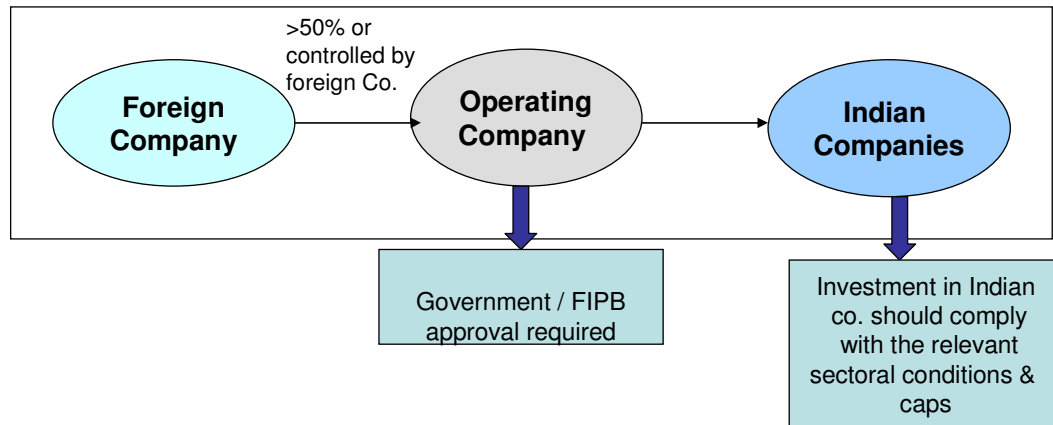 >50% or
controlled by
foreign Co.
Foreign
Company
Operating
Company
Indian
Companies
Government / FIPB
approval required
Investment in Indian
co. should comply
with the relevant
sectoral conditions &
caps